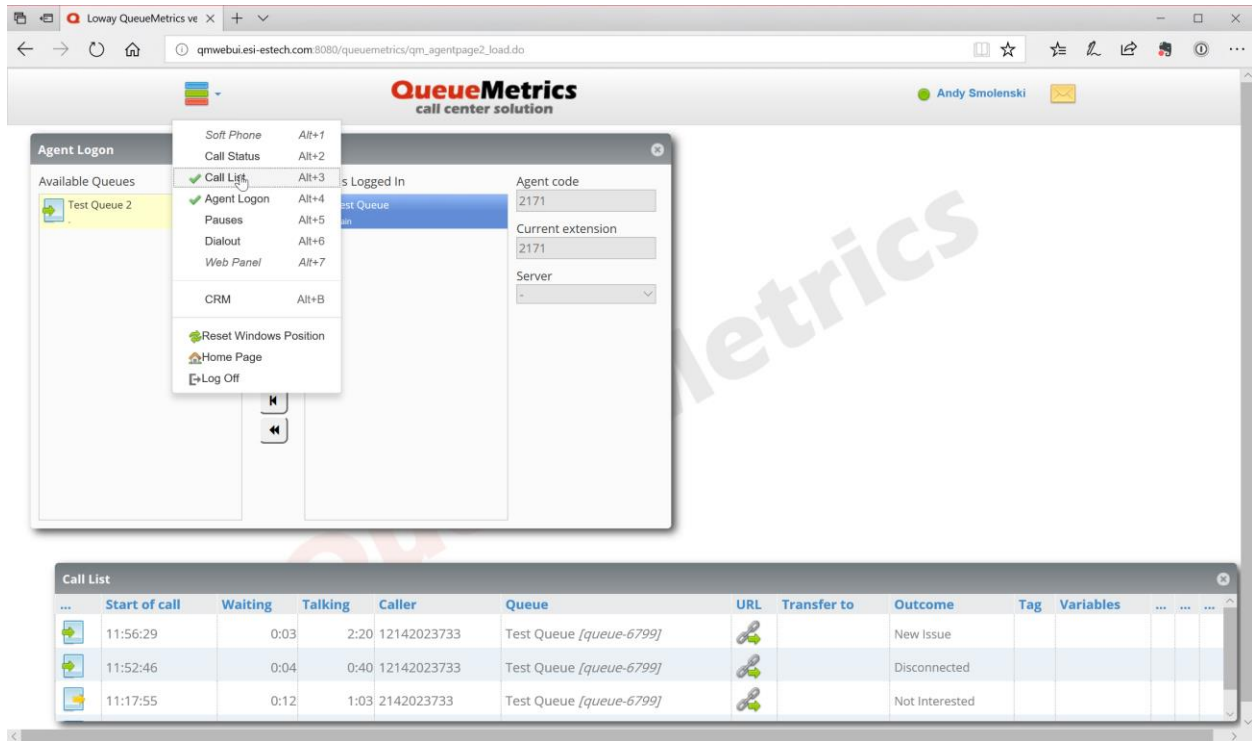 Loway QueueMetrics ve
qmwebui.esi-estech.com:8080/queuemetrics/qm_agentpage2_load.do
QueueMetrics
call center solution
Andy Smolenski
Soft Phone Alt+1
Call Status Alt+2
Call List Alt+3
Agent Logon Alt+4
Pauses Alt+5
Dialout Alt+6
Web Panel Alt+7
CRM Alt+B
Reset Windows Position
Home Page
Log Off
Agent Logon
Available Queues
Test Queue 2
-
s Logged In
est Queue
ain
Agent code
2171
Current extension
2171
Server
-
Metrics
Call List
... Start of call Waiting Talking Caller Queue URL Transfer to Outcome Tag Variables ... ... ...
11:56:29 0:03 2:20 12142023733 Test Queue [queue-6799] New Issue
11:52:46 0:04 0:40 12142023733 Test Queue [queue-6799] Disconnected
11:17:55 0:12 1:03 2142023733 Test Queue [queue-6799] Not Interested